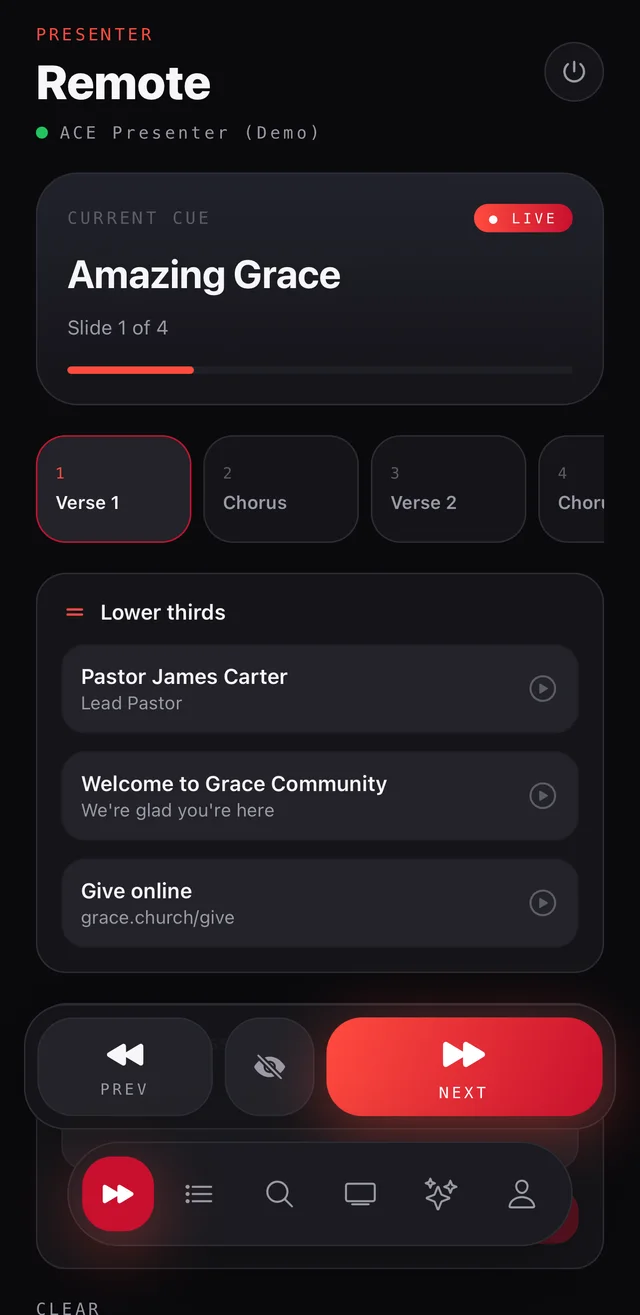 PRESENTER
Remote
ACE Presenter (Demo)
CURRENT CUE
LIVE
Amazing Grace
Slide 1 of 4
1
Verse 1
2
Chorus
3
Verse 2
4
Lower thirds
Pastor James Carter
Lead Pastor
Welcome to Grace Community
We're glad you're here
Give online
grace.church/give
PREV
NEXT
CLEAR